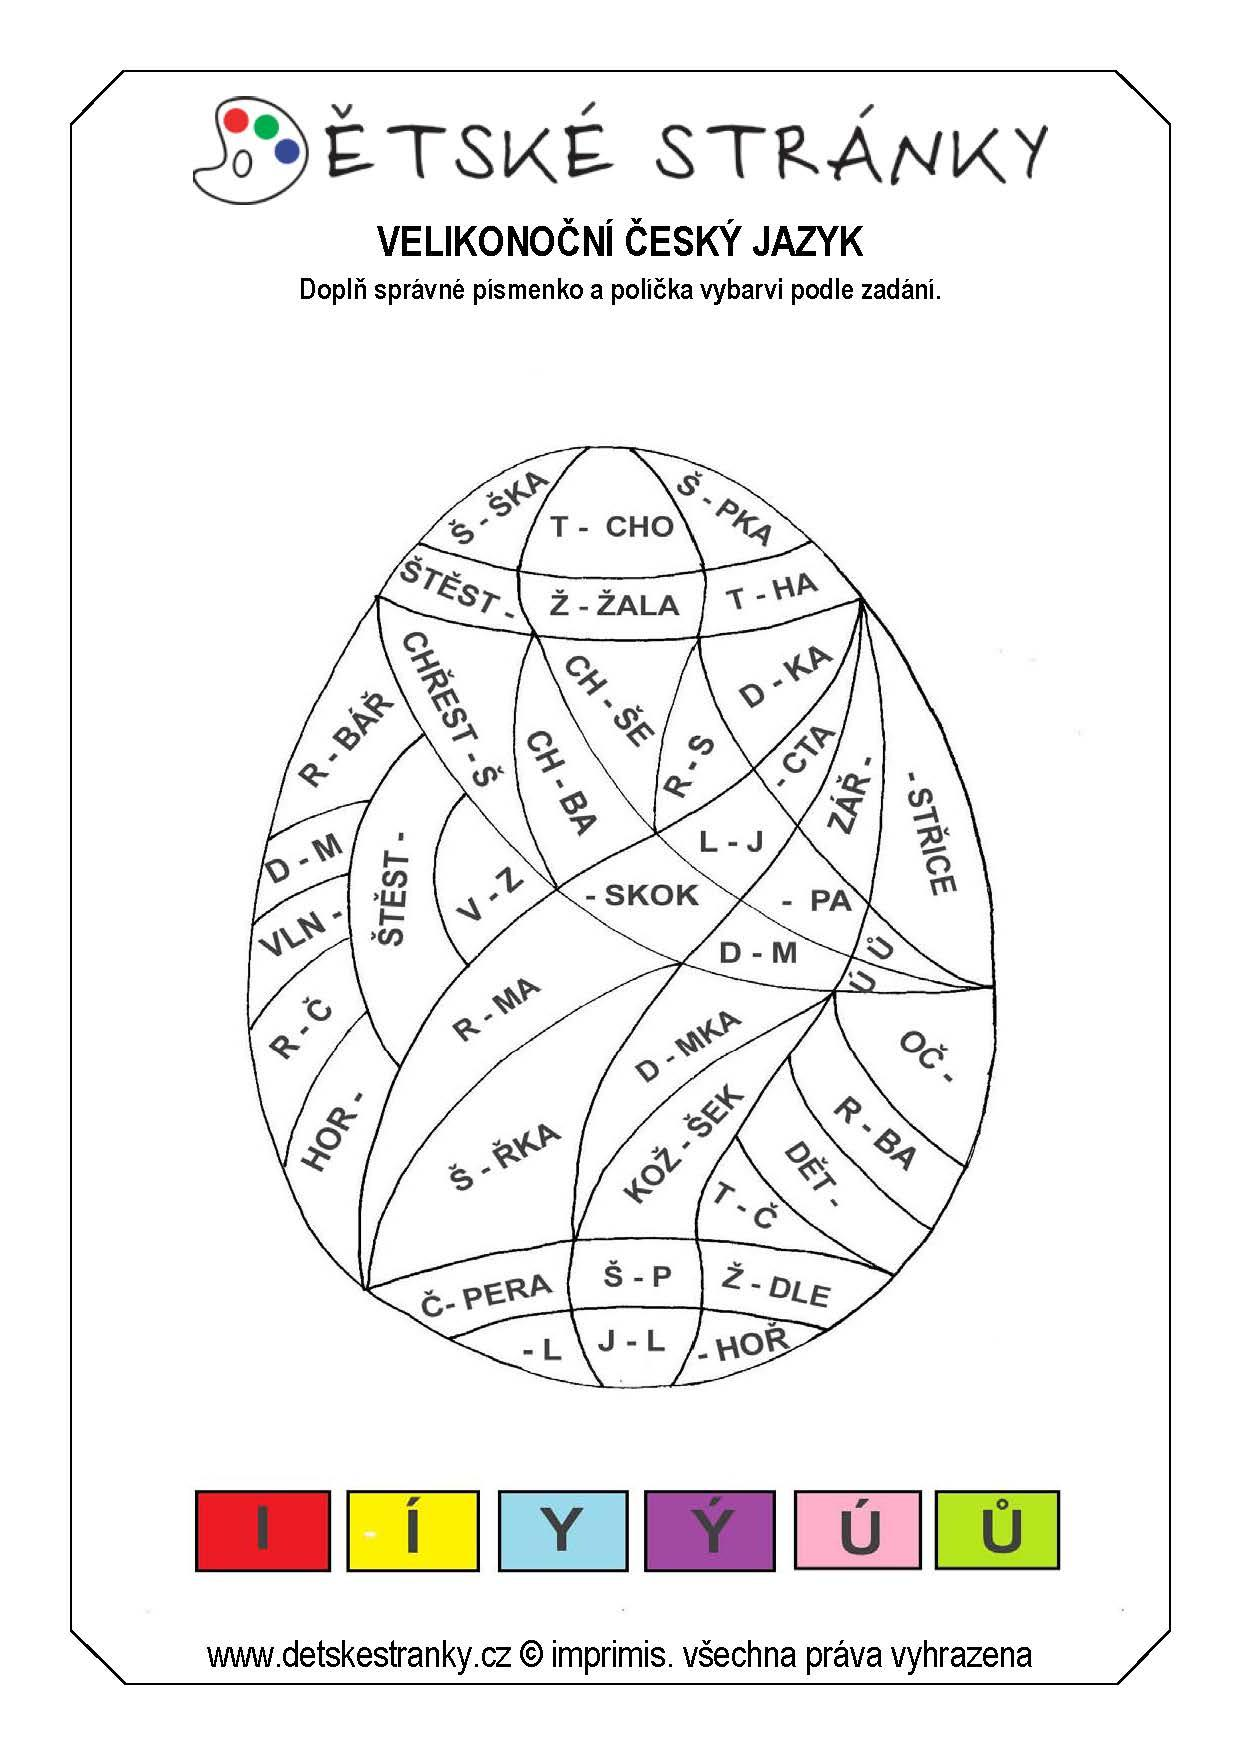 DĚTSKÉ STRÁNKY
VELIKONOČNÍ ČESKÝ JAZYK
Doplň správné písmenko a políčka vybarvi podle zadání.
Š - ŠKA
T - CHO
Š - PKA
ŠTĚST -
Ž - ŽALA
T - HA
CHŘEST - Š
CH - ŠE
D - KA
R - BÁŘ
CH - BA
R - S
- CTA
ZÁŘ -
- STŘICE
D - M
ŠTĚST -
V - Z
L - J
- SKOK
- PA
VLN -
D - M
Ú Ů
R - Č
R - MA
D - MKA
OČ -
HOR -
Š - ŘKA
KOŽ - ŠEK
DĚT -
R - BA
T - Č
Č- PERA
Š - P
Ž - DLE
- L
J - L
- HOŘ
I
- Í
Y
Ý
Ú
Ů
www.detskestranky.cz © imprimis. všechna práva vyhrazena